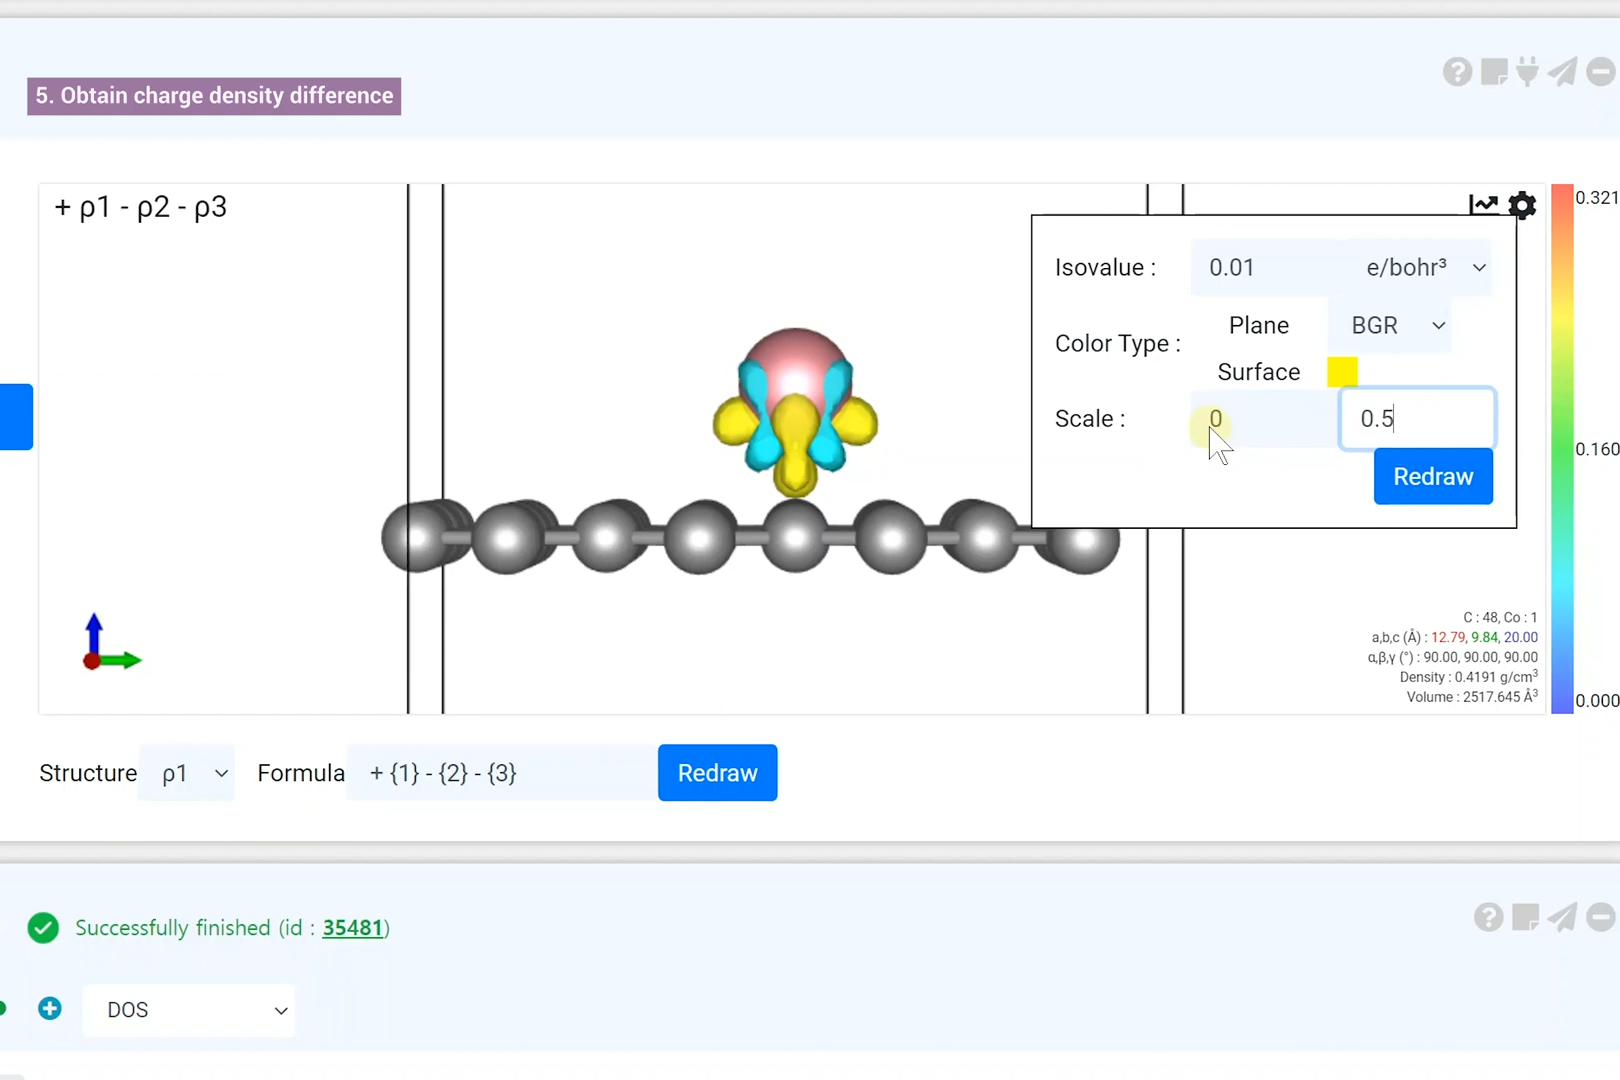 5. Obtain charge density difference
+ ρ1 - ρ2 - ρ3
0.321
Isovalue : 0.01 e/bohr³
Plane BGR
Color Type :
Surface
Scale : 0 0.5
0.160
Redraw
C : 48, Co : 1
a,b,c (Å) : 12.79, 9.84, 20.00
α,β,γ (°) : 90.00, 90.00, 90.00
Density : 0.4191 g/cm³
Volume : 2517.645 Å³
0.000
Structure ρ1 Formula + {1} - {2} - {3} Redraw
Successfully finished (id : 35481)
DOS